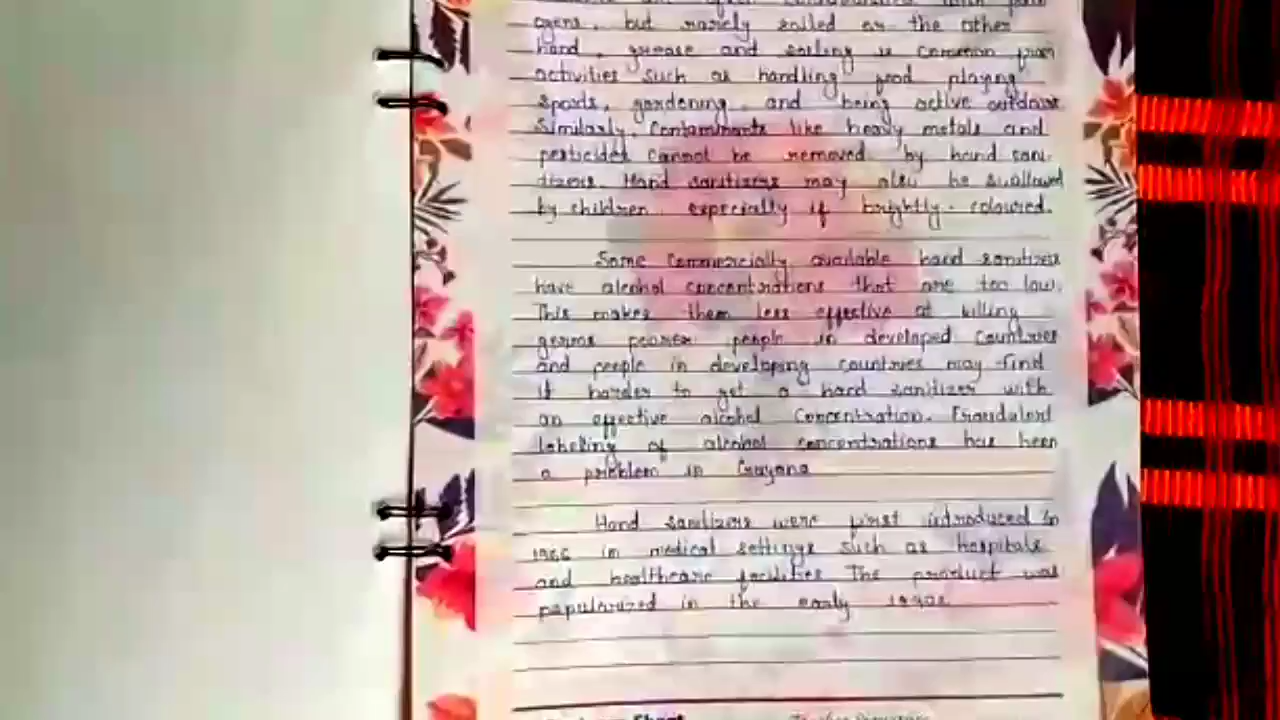 ogens, but rarely soiled on the other
hand, grease and soiling is common from
activities such as handling food playing
sports, gardening, and being active outdoor
Similarly, Contaminants like heavy metals and
pesticides cannot be removed by hand sani-
tizers. Hand sanitizers may also be swallowed
by children, especially if brightly-coloured.
Some Commercially available hand sanitizers
have alcohol concentrations that are too low.
This makes them less effective at killing
germs poorer people in developed countries
and people in developing countries may find
it harder to get a hand sanitizer with
an effective alcohol Concentration. Fraudulent
labeling of alcohol concentrations has been
a problem in Guyana
Hand sanitizers were first introduced in
1966 in medical settings such as hospitals
and healthcare facilities The product was
popularized in the early 1990s